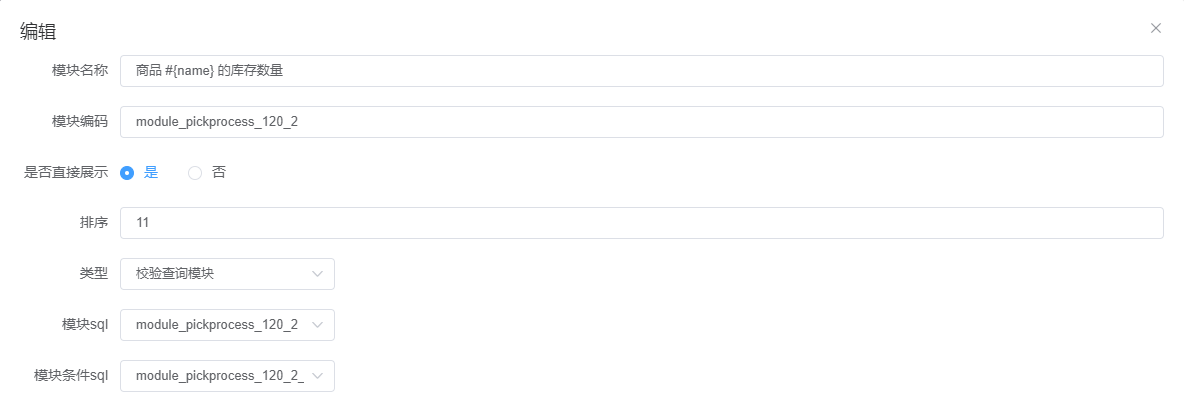 编辑
模块名称 商品 #{name} 的库存数量
模块编码 module_pickprocess_120_2
是否直接展示 是 否
排序 11
类型 校验查询模块
模块sql module_pickprocess_120_2
模块条件sql module_pickprocess_120_2_